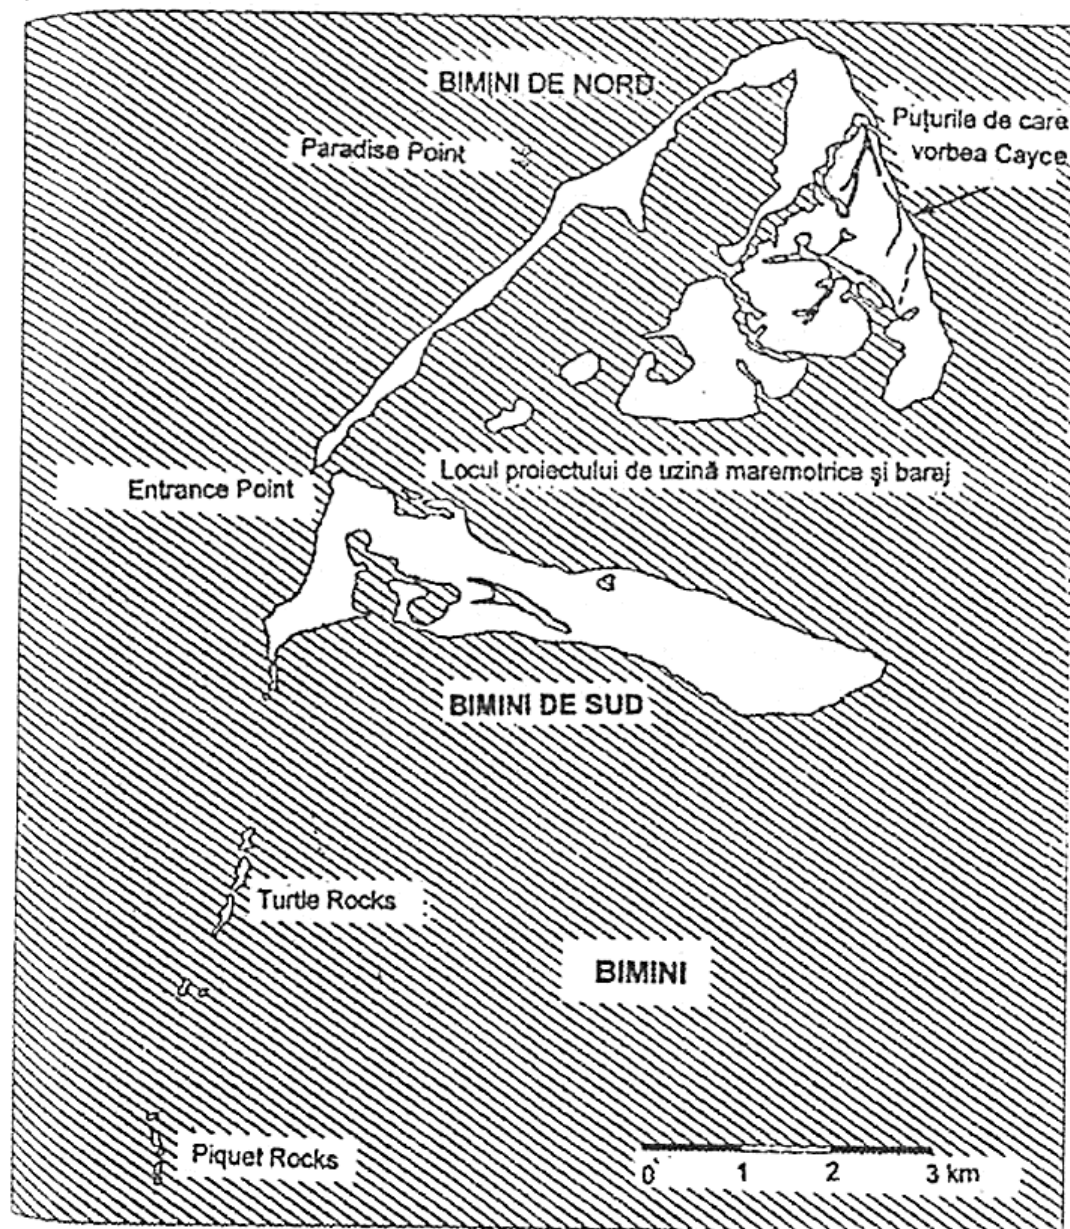 BIMINI DE NORD
Paradise Point
Puţurile de care
vorbea Cayce
Entrance Point
Locul proiectului de uzină maremotrice şi baraj
BIMINI DE SUD
Turtle Rocks
BIMINI
Piquet Rocks
0 1 2 3 km